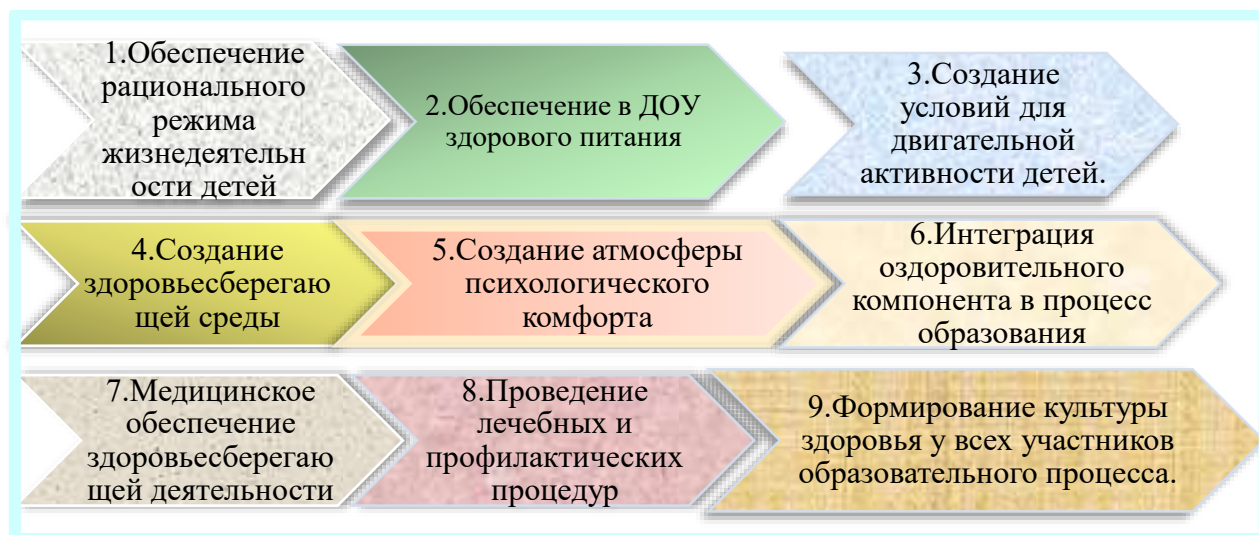 1.Обеспечение
рационального
режима
жизнедеятельн
ости детей
2.Обеспечение в ДОУ
здорового питания
3.Создание
условий для
двигательной
активности детей.
4.Создание
здоровьесберегаю
щей среды
5.Создание атмосферы
психологического
комфорта
6.Интеграция
оздоровительного
компонента в процесс
образования
7.Медицинское
обеспечение
здоровьесберегаю
щей деятельности
8.Проведение
лечебных и
профилактических
процедур
9.Формирование культуры
здоровья у всех участников
образовательного процесса.